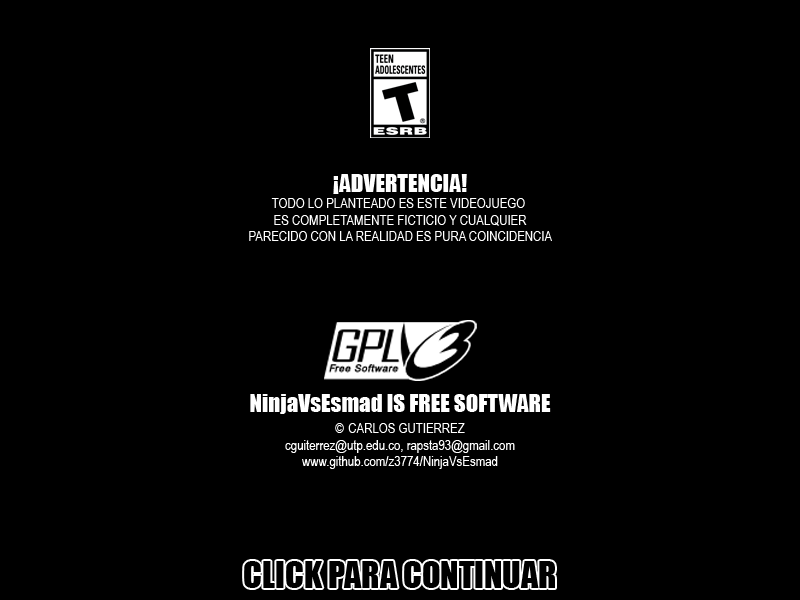 TEEN
ADOLESCENTES
T
®
ESRB
¡ADVERTENCIA!
TODO LO PLANTEADO ES ESTE VIDEOJUEGO
ES COMPLETAMENTE FICTICIO Y CUALQUIER
PARECIDO CON LA REALIDAD ES PURA COINCIDENCIA
GPLV3
Free Software
NinjaVsEsmad IS FREE SOFTWARE
© CARLOS GUTIERREZ
cguiterrez@utp.edu.co, rapsta93@gmail.com
www.github.com/z3774/NinjaVsEsmad
CLICK PARA CONTINUAR